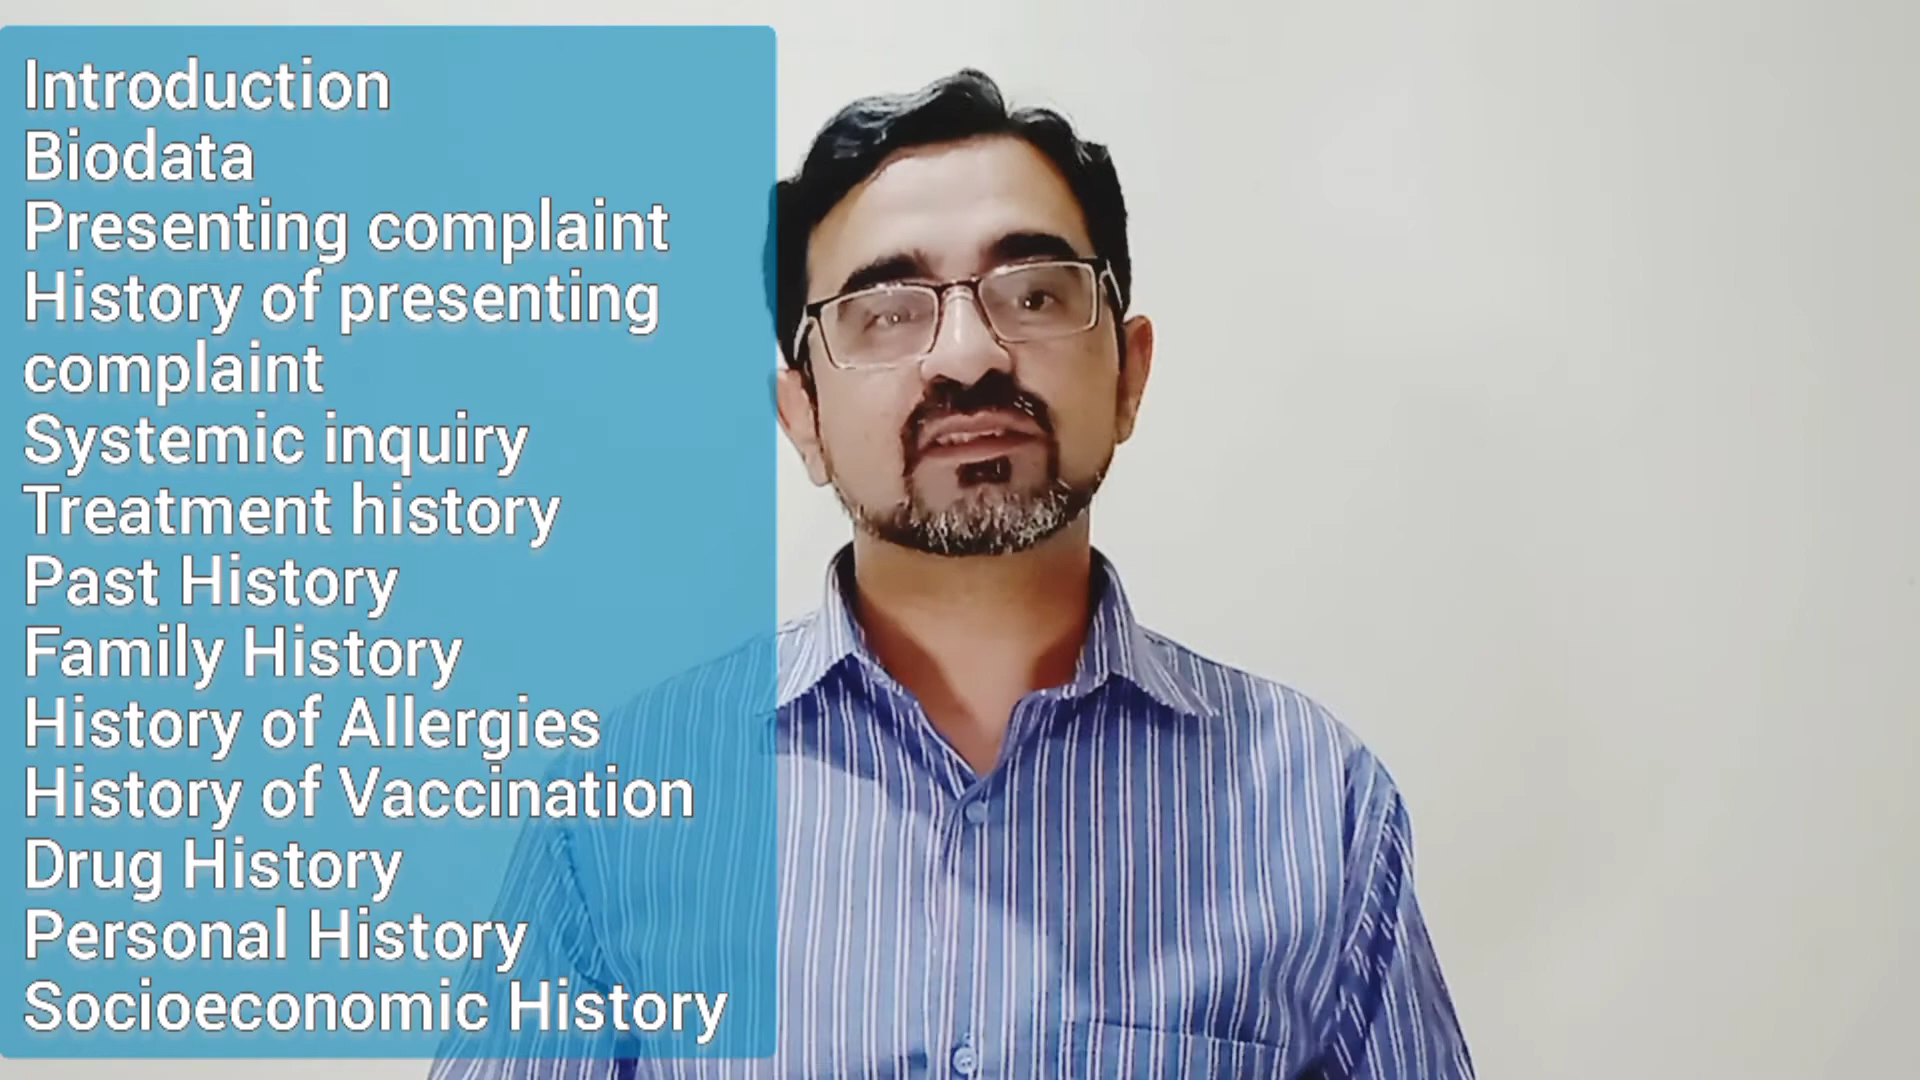 Introduction
Biodata
Presenting complaint
History of presenting
complaint
Systemic inquiry
Treatment history
Past History
Family History
History of Allergies
History of Vaccination
Drug History
Personal History
Socioeconomic History